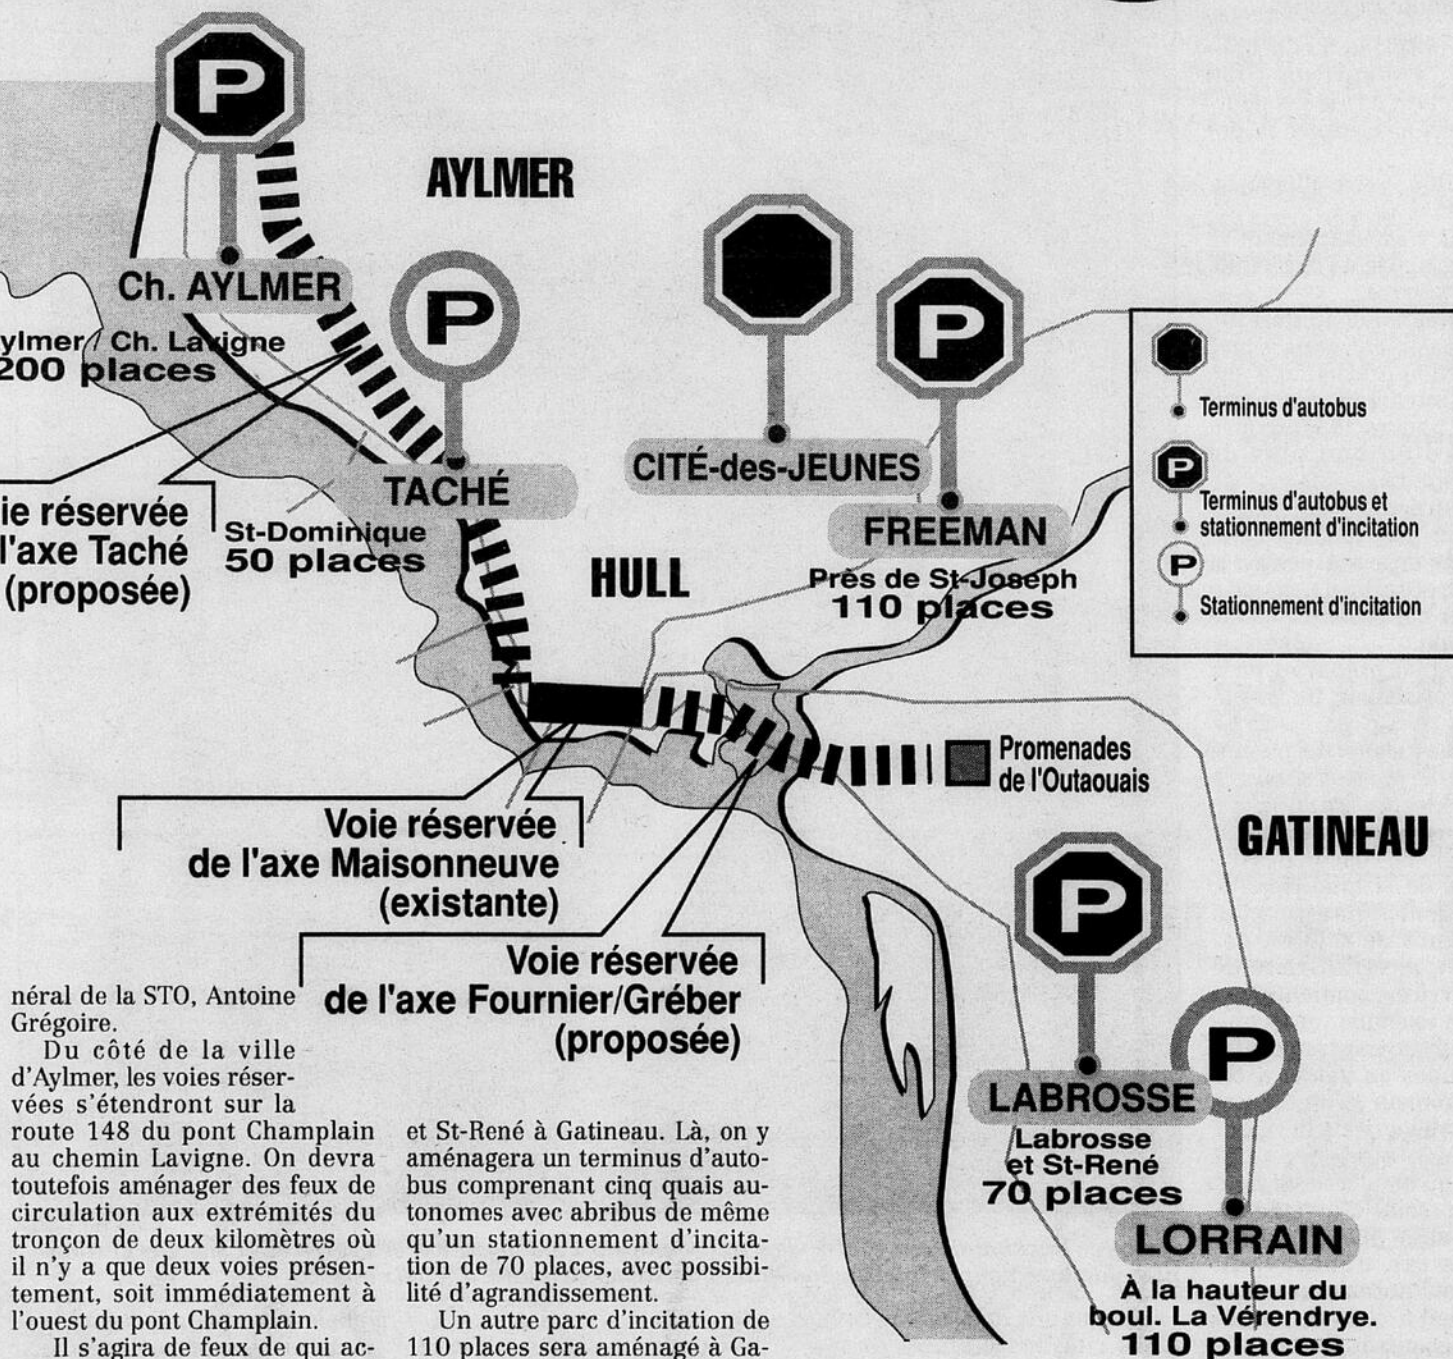 P
AYLMER
Ch. AYLMER
P
ylmer / Ch. Lavigne
200 places
CITÉ-des-JEUNES
P
FREEMAN
Près de St-Joseph
110 places
TACHÉ
St-Dominique
50 places
ie réservée
l'axe Taché
(proposée)
HULL
Terminus d'autobus
P
Terminus d'autobus et
stationnement d'incitation
P
Stationnement d'incitation
Promenades
de l'Outaouais
GATINEAU
Voie réservée
de l'axe Maisonneuve
(existante)
Voie réservée
de l'axe Fournier/Gréber
(proposée)
P
LABROSSE
Labrosse
et St-René
70 places
P
LORRAIN
À la hauteur du
boul. La Vérendrye.
110 places
néral de la STO, Antoine
Grégoire.
Du côté de la ville
d'Aylmer, les voies réser-
vées s'étendront sur la
route 148 du pont Champlain
au chemin Lavigne. On devra
toutefois aménager des feux de
circulation aux extrémités du
tronçon de deux kilomètres où
il n'y a que deux voies présen-
tement, soit immédiatement à
l'ouest du pont Champlain.
Il s'agira de feux de qui ac-
et St-René à Gatineau. Là, on y
aménagera un terminus d'auto-
bus comprenant cinq quais au-
tonomes avec abribus de même
qu'un stationnement d'incita-
tion de 70 places, avec possibi-
lité d'agrandissement.
Un autre parc d'incitation de
110 places sera aménagé à Ga-